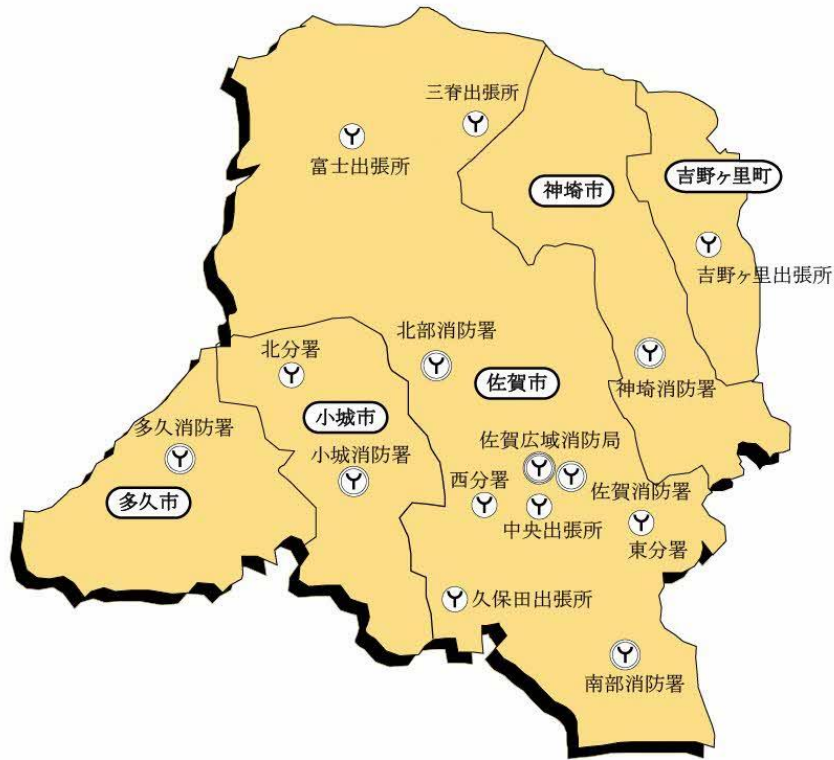 三脊出張所
富士出張所
神埼市
吉野ヶ里町
吉野ヶ里出張所
北分署
北部消防署
佐賀市
神埼消防署
小城市
多久消防署
小城消防署
佐賀広域消防局
西分署
佐賀消防署
多久市
中央出張所
東分署
久保田出張所
南部消防署